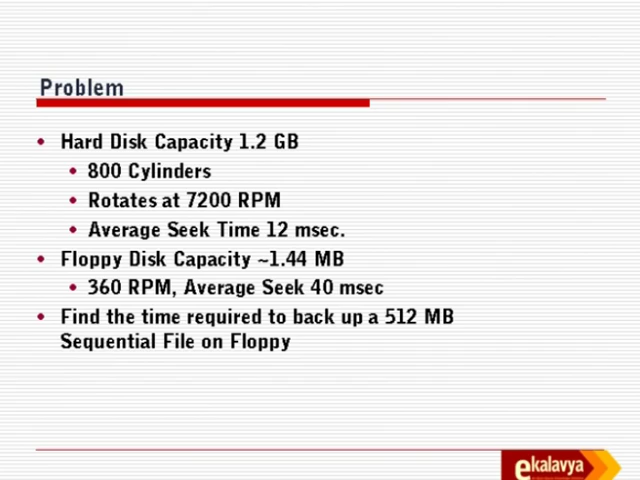 Problem
• Hard Disk Capacity 1.2 GB
• 800 Cylinders
• Rotates at 7200 RPM
• Average Seek Time 12 msec.
• Floppy Disk Capacity ~1.44 MB
• 360 RPM, Average Seek 40 msec
• Find the time required to back up a 512 MB
Sequential File on Floppy
ekalavya